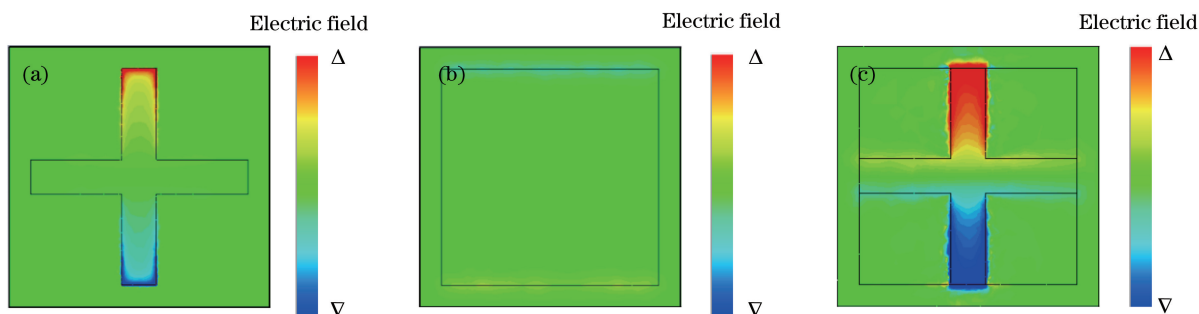 Electric field
(a)
Δ
∇
Electric field
(b)
Δ
∇
Electric field
(c)
Δ
∇